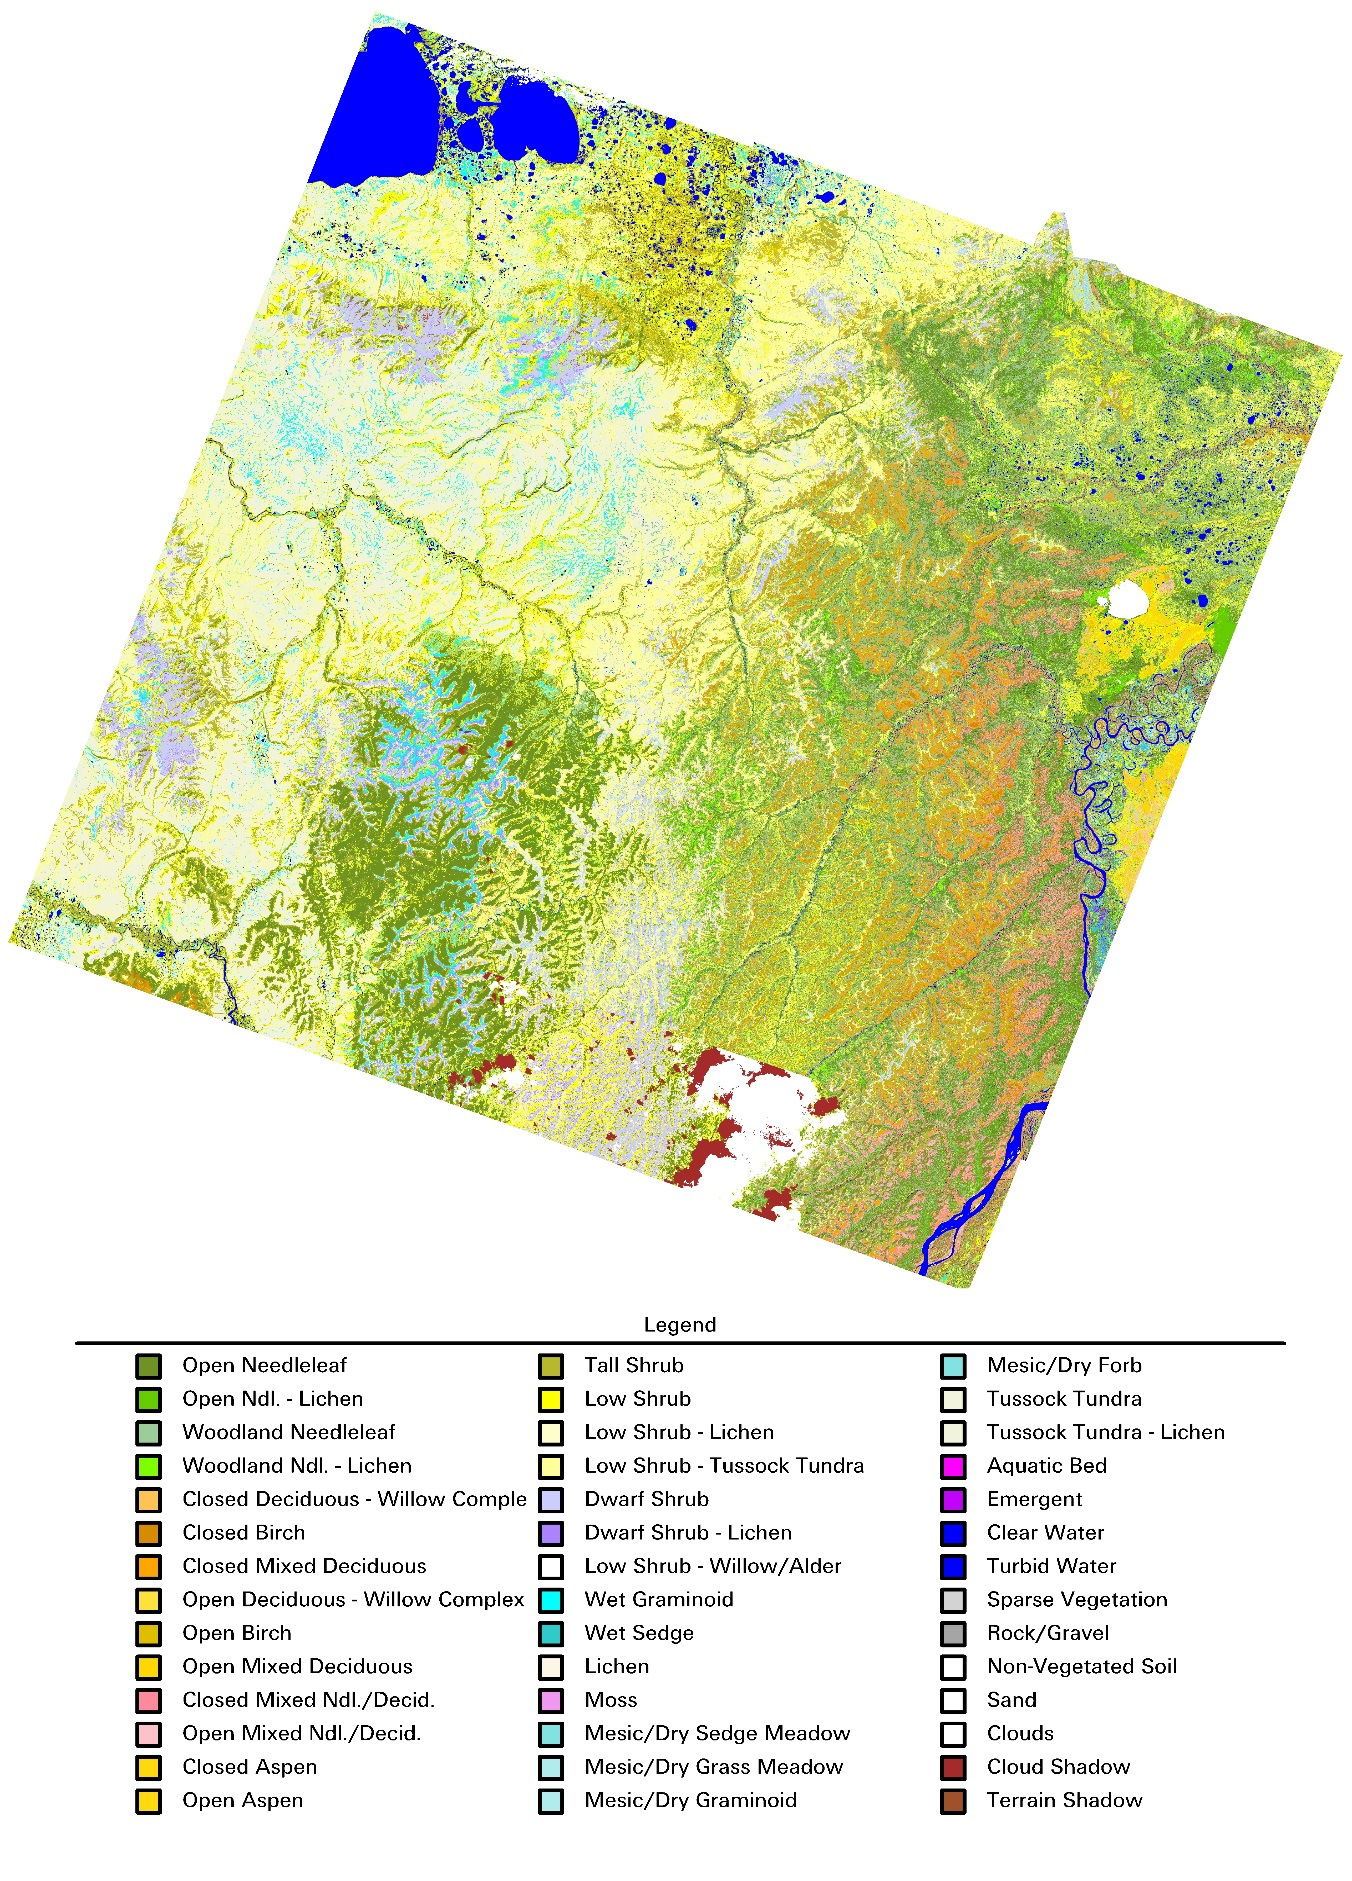 Legend
Open Needleleaf
Open Ndl. - Lichen
Woodland Needleleaf
Woodland Ndl. - Lichen
Closed Deciduous - Willow Comple
Closed Birch
Closed Mixed Deciduous
Open Deciduous - Willow Complex
Open Birch
Open Mixed Deciduous
Closed Mixed Ndl./Decid.
Open Mixed Ndl./Decid.
Closed Aspen
Open Aspen
Tall Shrub
Low Shrub
Low Shrub - Lichen
Low Shrub - Tussock Tundra
Dwarf Shrub
Dwarf Shrub - Lichen
Low Shrub - Willow/Alder
Wet Graminoid
Wet Sedge
Lichen
Moss
Mesic/Dry Sedge Meadow
Mesic/Dry Grass Meadow
Mesic/Dry Graminoid
Mesic/Dry Forb
Tussock Tundra
Tussock Tundra - Lichen
Aquatic Bed
Emergent
Clear Water
Turbid Water
Sparse Vegetation
Rock/Gravel
Non-Vegetated Soil
Sand
Clouds
Cloud Shadow
Terrain Shadow